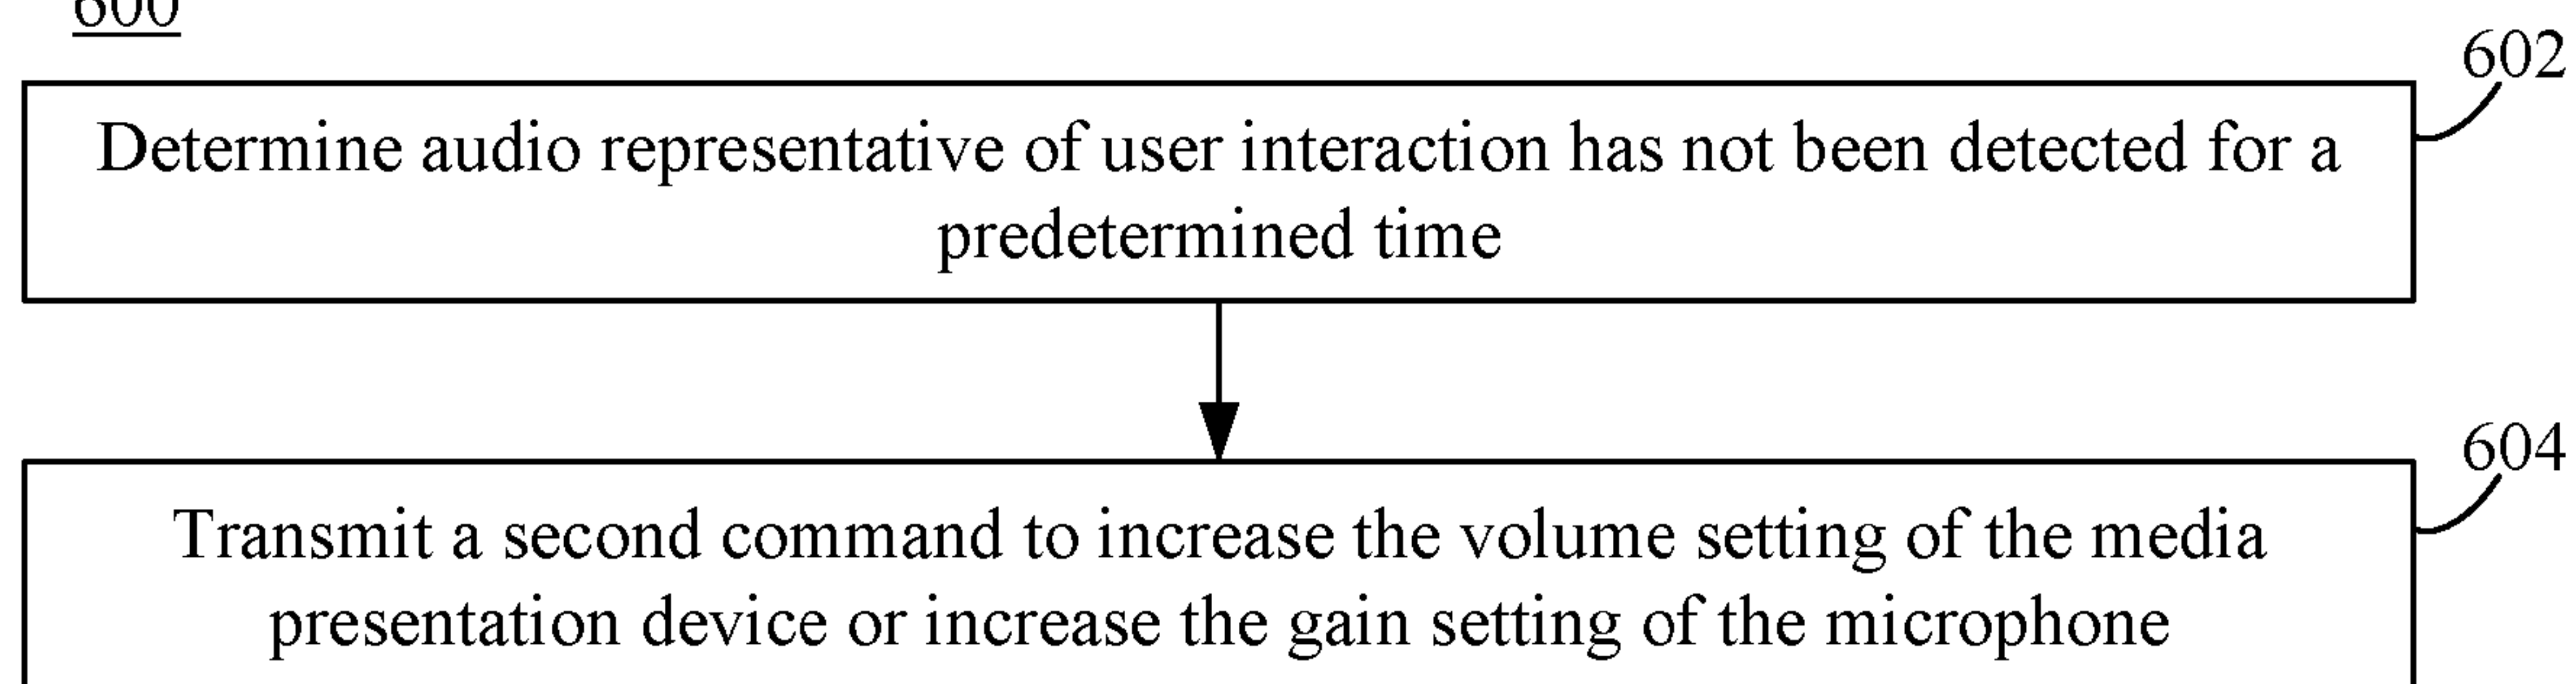 600
602
Determine audio representative of user interaction has not been detected for a
predetermined time
604
Transmit a second command to increase the volume setting of the media
presentation device or increase the gain setting of the microphone